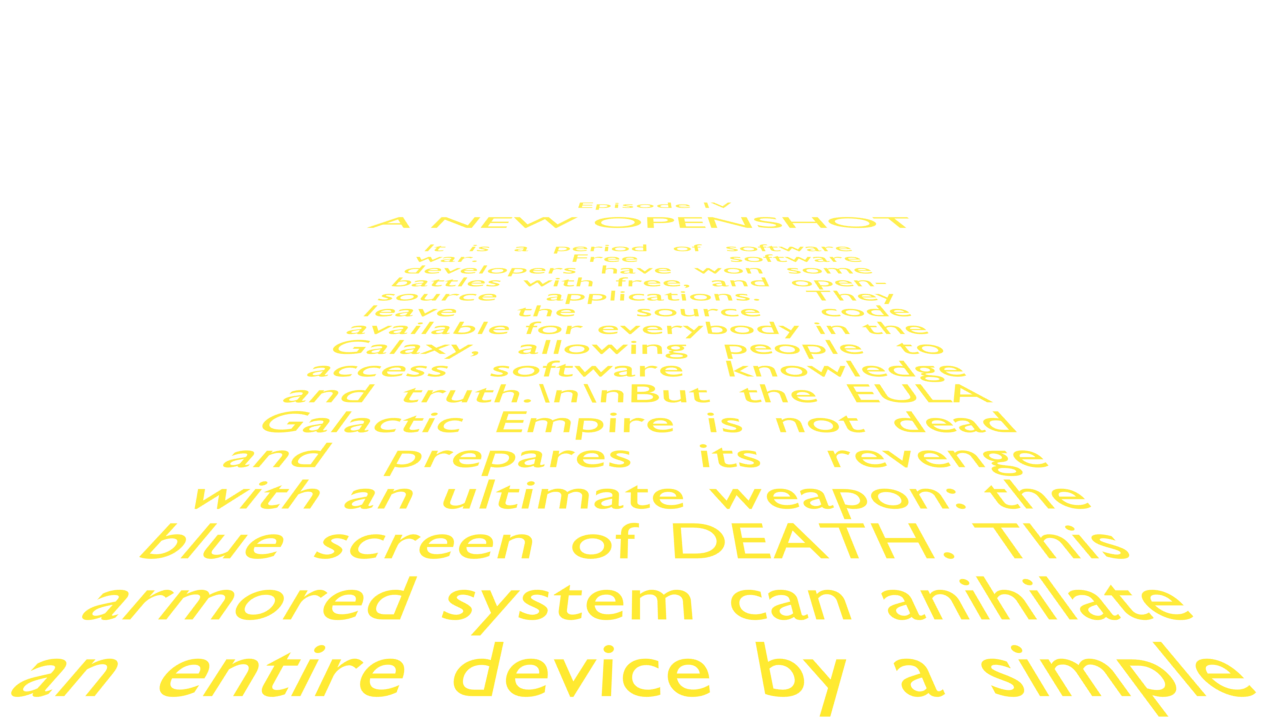 Episode IV
A NEW OPENSHOT
It is a period of software
war. Free software
developers have won some
battles with free, and open-
source applications. They
leave the source code
available for everybody in the
Galaxy, allowing people to
access software knowledge
and truth.\n\nBut the EULA
Galactic Empire is not dead
and prepares its revenge
with an ultimate weapon: the
blue screen of DEATH. This
armored system can anihilate
an entire device by a simple